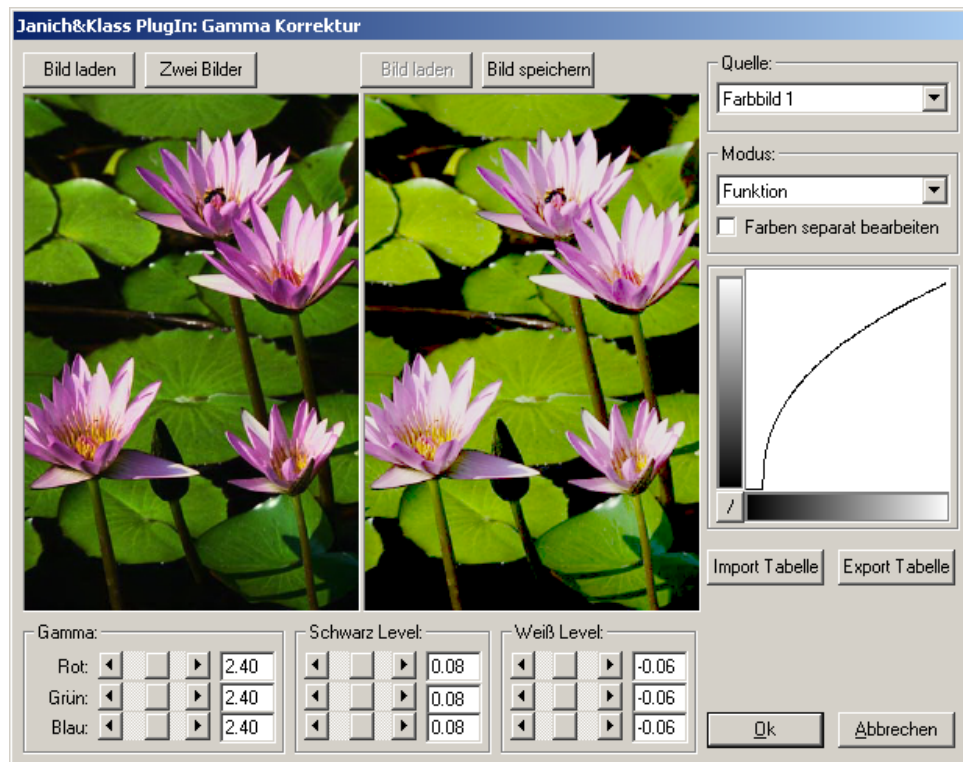 Janich&Klass PlugIn: Gamma Korrektur
Bild laden
Zwei Bilder
Bild laden
Bild speichern
Quelle:
Farbbild 1
Modus:
Funktion
Farben separat bearbeiten
/
Import Tabelle
Export Tabelle
Gamma:
Rot: 2.40
Grün: 2.40
Blau: 2.40
Schwarz Level:
0.08
0.08
0.08
Weiß Level:
-0.06
-0.06
-0.06
Ok
Abbrechen